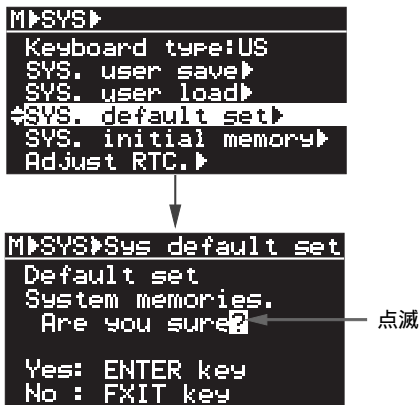 M▶SYS▶
Keyboard type:US
SYS. user save▶
SYS. user load▶
SYS. default set▶
SYS. initial memory▶
Adjust RTC.▶
M▶SYS▶Sys default set
Default set
System memories.
Are you sure?
点滅
Yes: ENTER key
No : EXIT key